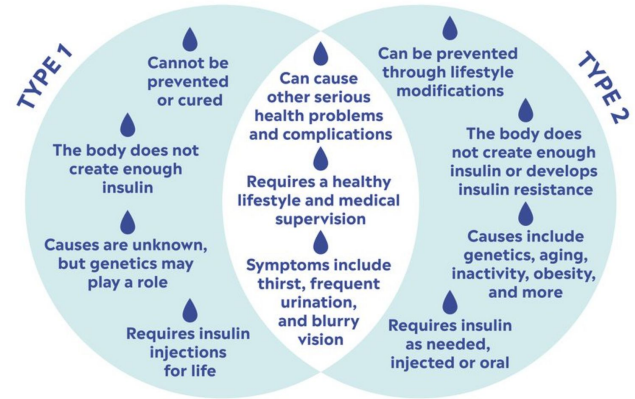 TYPE 1
Cannot be
prevented
or cured
The body does not
create enough
insulin
Causes are unknown,
but genetics may
play a role
Requires insulin
injections
for life
Can cause
other serious
health problems
and complications
Requires a healthy
lifestyle and medical
supervision
Symptoms include
thirst, frequent
urination,
and blurry
vision
TYPE 2
Can be prevented
through lifestyle
modifications
The body does
not create enough
insulin or develops
insulin resistance
Causes include
genetics, aging,
inactivity, obesity,
and more
Requires insulin
as needed,
injected or oral